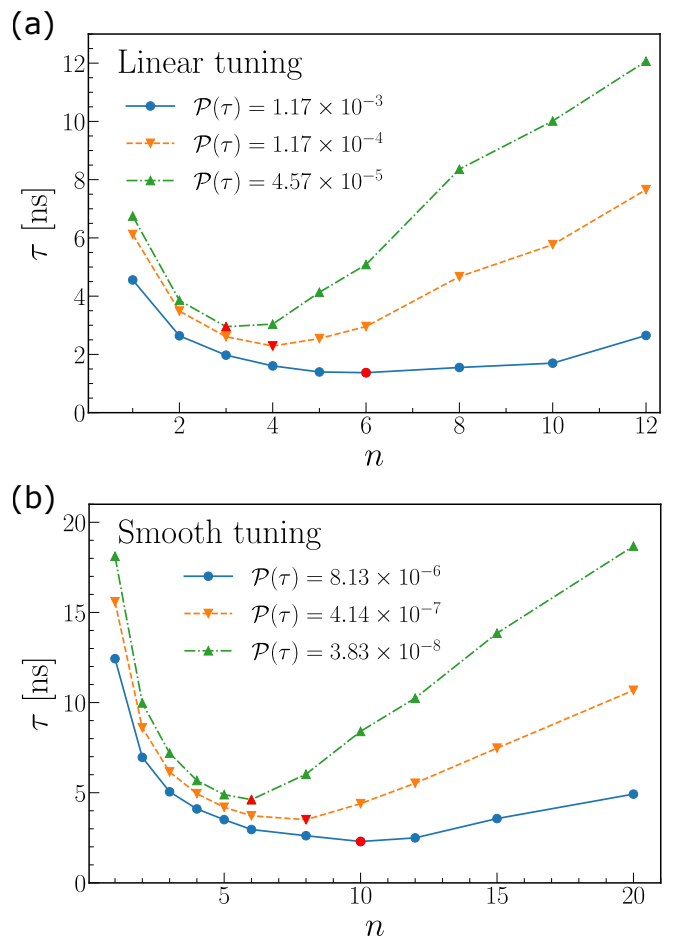 (a)
Linear tuning
𝒫(τ) = 1.17 × 10⁻³
𝒫(τ) = 1.17 × 10⁻⁴
𝒫(τ) = 4.57 × 10⁻⁵
12
10
8
6
4
2
0
τ [ns]
2 4 6 8 10 12
n
(b)
Smooth tuning
𝒫(τ) = 8.13 × 10⁻⁶
𝒫(τ) = 4.14 × 10⁻⁷
𝒫(τ) = 3.83 × 10⁻⁸
20
15
10
5
0
τ [ns]
5 10 15 20
n